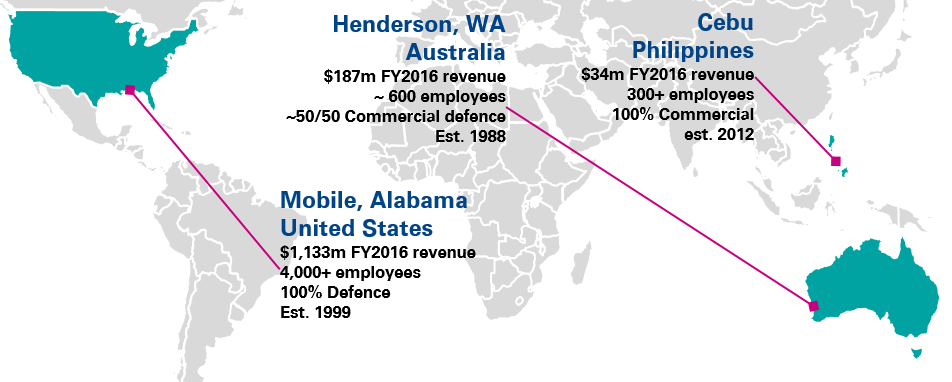 Henderson, WA
Australia
$187m FY2016 revenue
~ 600 employees
~50/50 Commercial defence
Est. 1988
Cebu
Philippines
$34m FY2016 revenue
300+ employees
100% Commercial
est. 2012
Mobile, Alabama
United States
$1,133m FY2016 revenue
4,000+ employees
100% Defence
Est. 1999